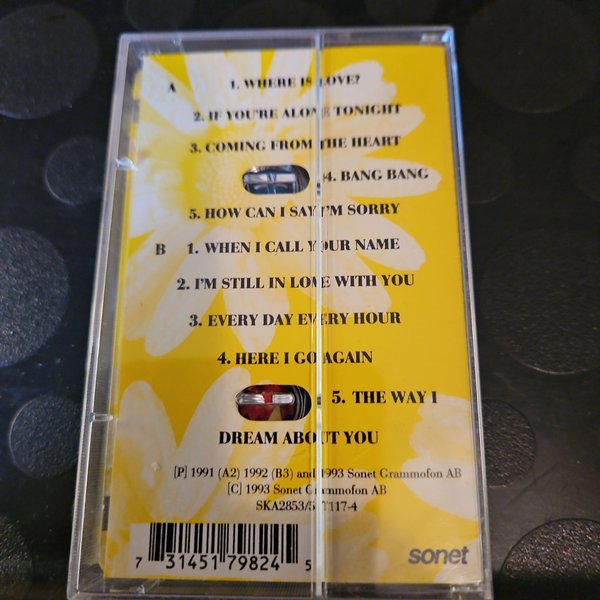 A 1. WHERE IS LOVE?
2. IF YOU'RE ALONE TONIGHT
3. COMING FROM THE HEART
4. BANG BANG
5. HOW CAN I SAY I'M SORRY
B 1. WHEN I CALL YOUR NAME
2. I'M STILL IN LOVE WITH YOU
3. EVERY DAY EVERY HOUR
4. HERE I GO AGAIN
5. THE WAY I
DREAM ABOUT YOU
[P] 1991 (A2) 1992 (B3) and 1993 Sonet Grammofon AB
[C] 1993 Sonet Grammofon AB
7 31451 79824 5
sonet